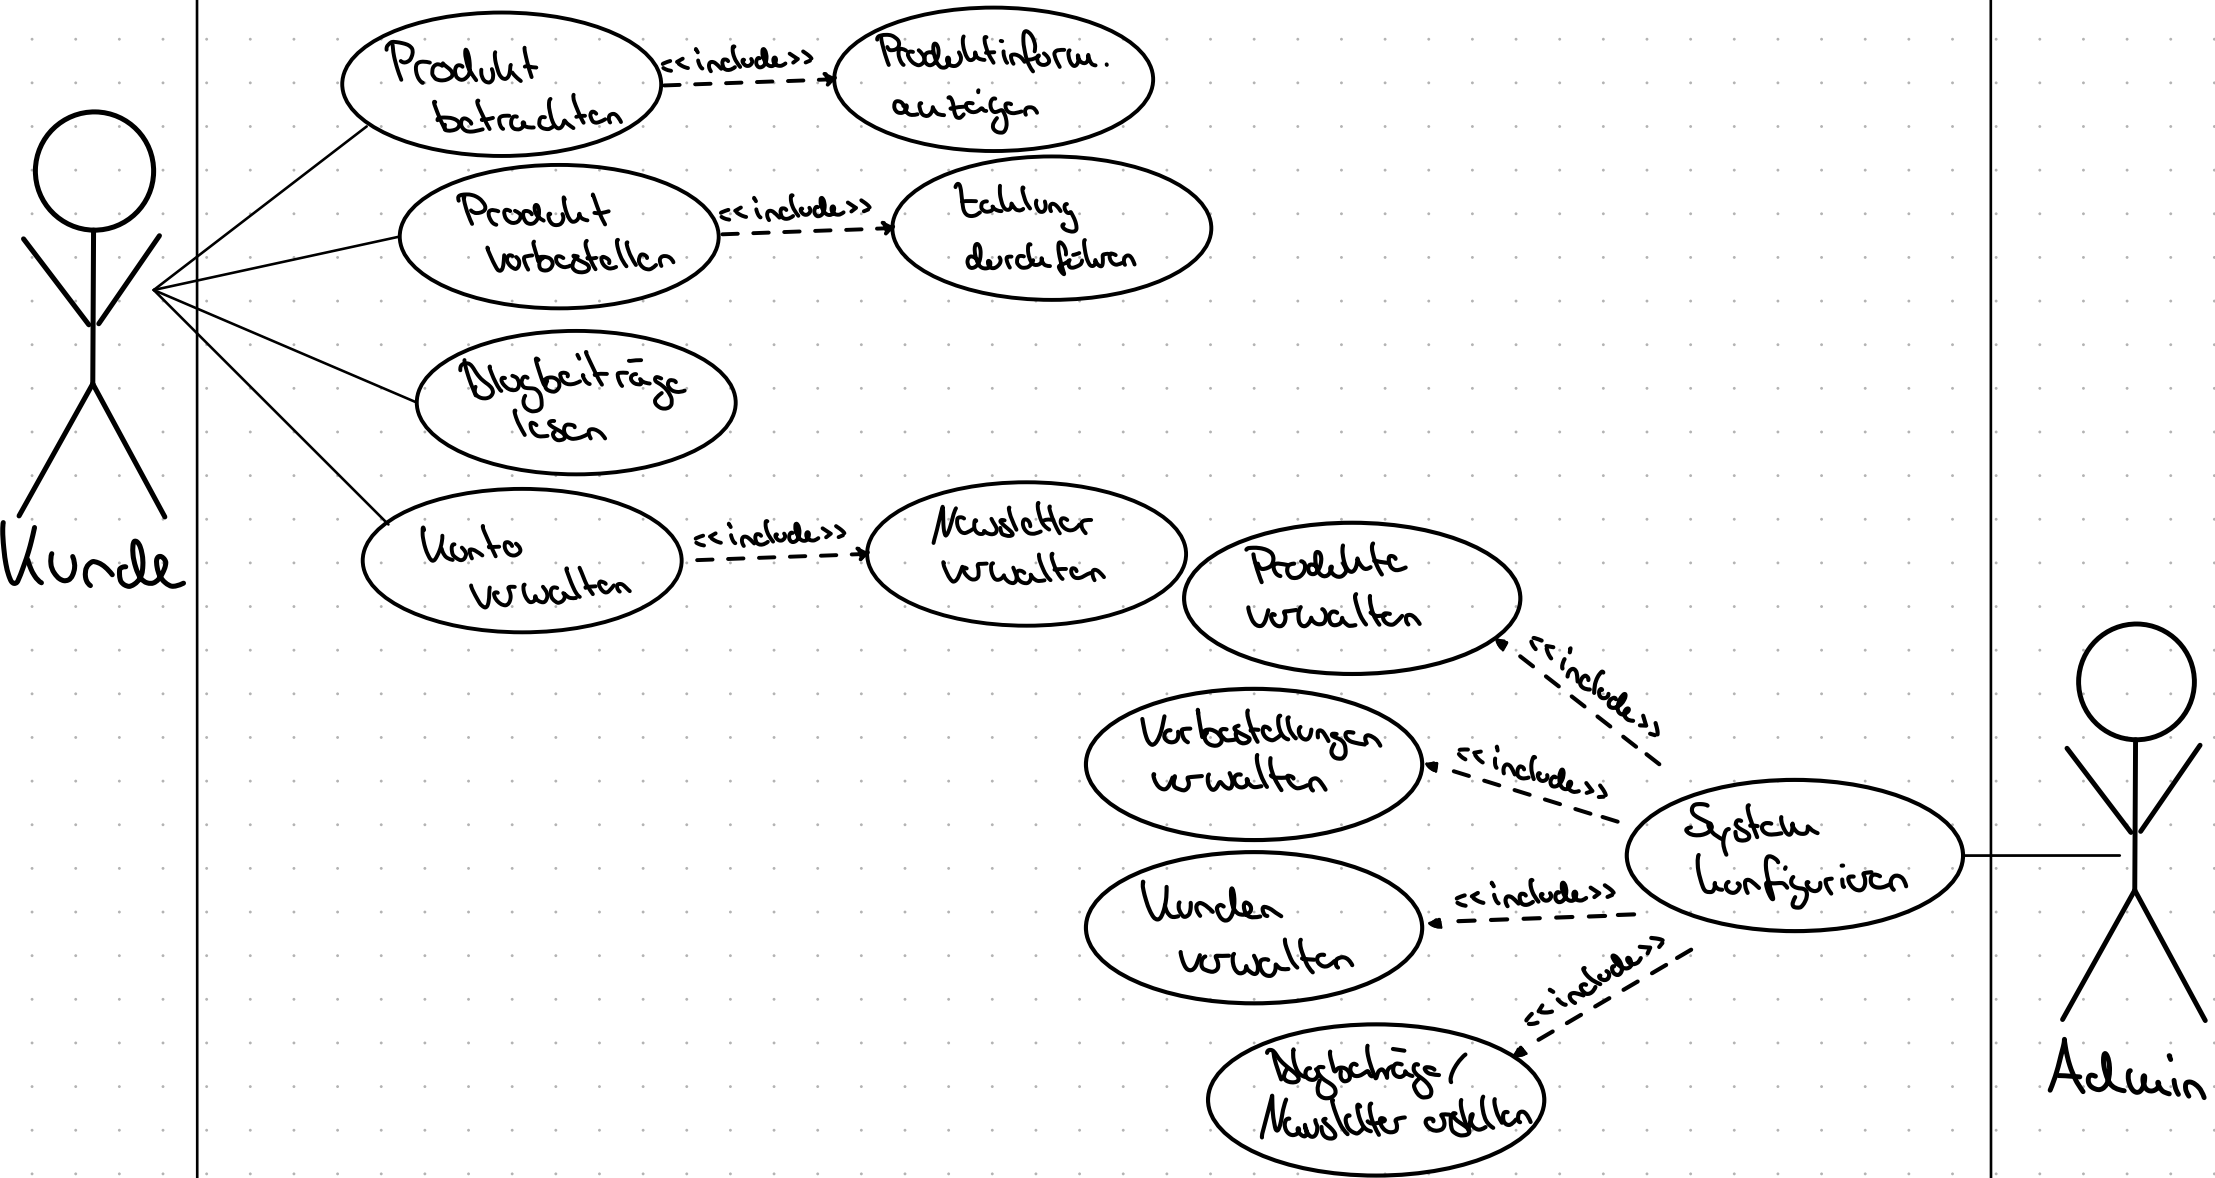 Produkt
betrachten
<<include>>
Produktinform.
anzeigen
Produkt
vorbestellen
<<include>>
Zahlung
durchführen
Blogbeiträge
lesen
Kunde
Konto
verwalten
<<include>>
Newsletter
verwalten
Produkte
verwalten
<<include>>
Vorbestellungen
verwalten
<<include>>
System
konfigurieren
Kunden
verwalten
<<include>>
<<include>>
Blogbeiträge/
Newsletter erstellen
Admin